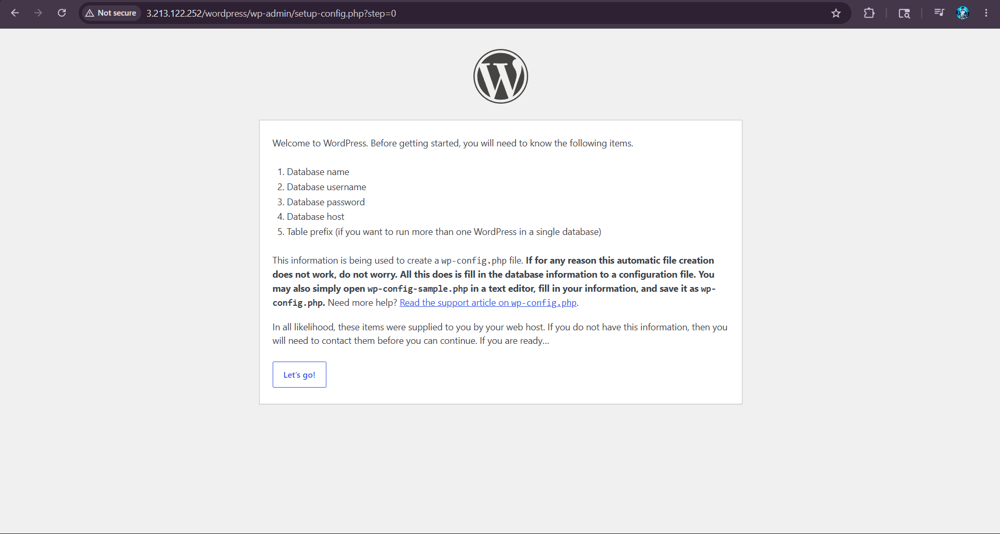 Not secure 3.213.122.252/wordpress/wp-admin/setup-config.php?step=0
Welcome to WordPress. Before getting started, you will need to know the following items.
1. Database name
2. Database username
3. Database password
4. Database host
5. Table prefix (if you want to run more than one WordPress in a single database)
This information is being used to create a wp-config.php file. If for any reason this automatic file creation
does not work, do not worry. All this does is fill in the database information to a configuration file. You
may also simply open wp-config-sample.php in a text editor, fill in your information, and save it as wp-
config.php. Need more help? Read the support article on wp-config.php.
In all likelihood, these items were supplied to you by your web host. If you do not have this information, then you
will need to contact them before you can continue. If you are ready…
Let’s go!